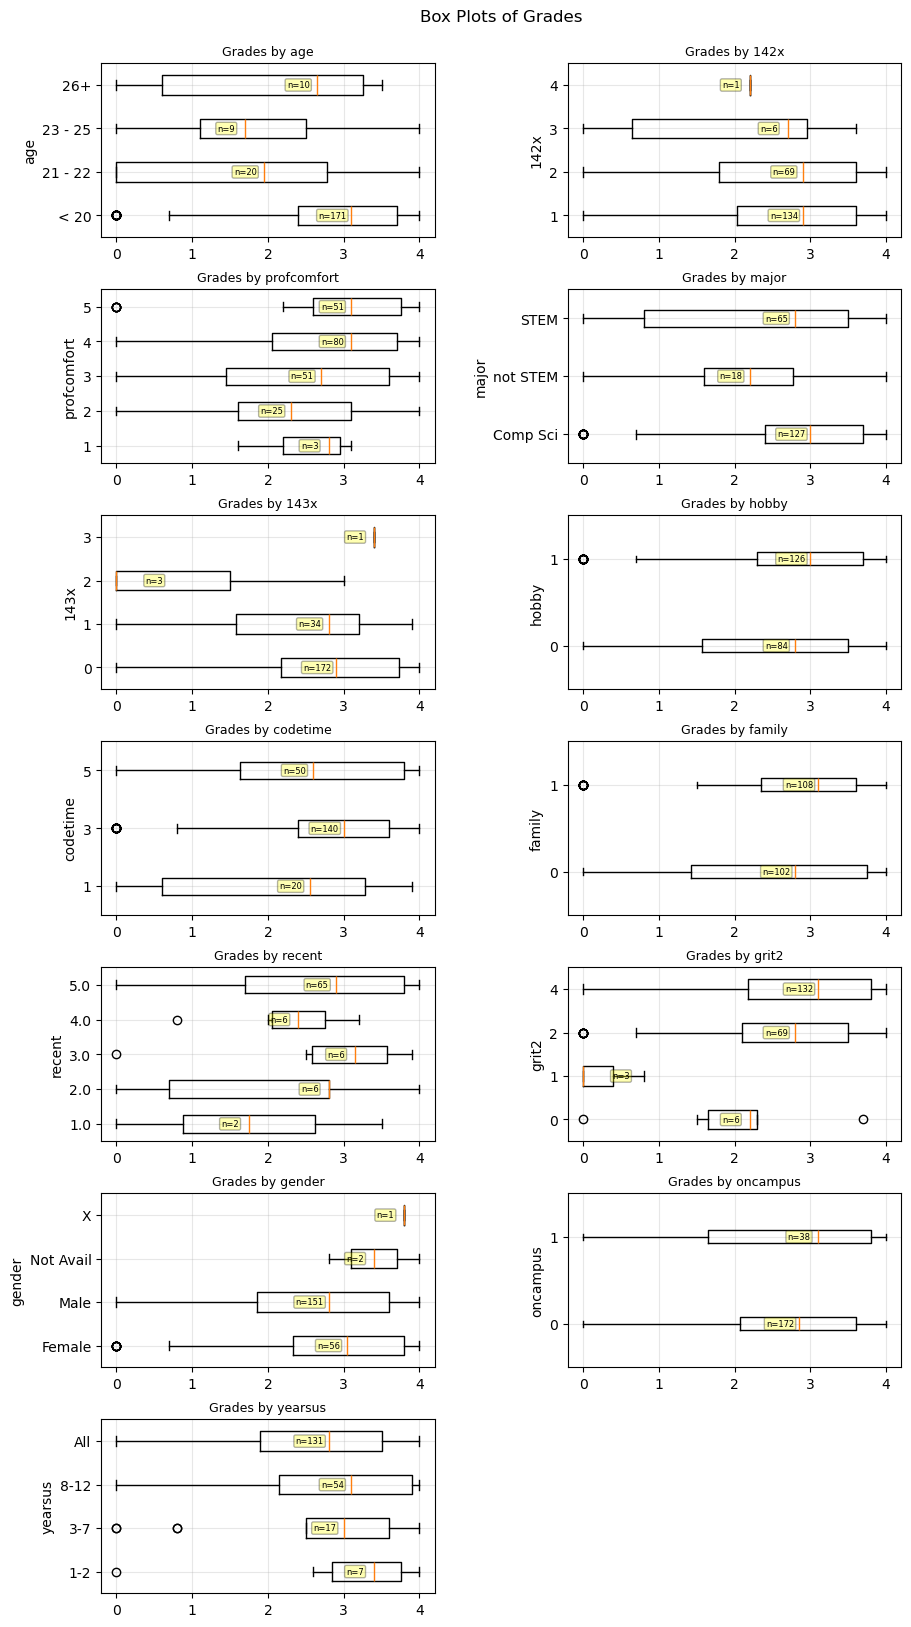 Box Plots of Grades
Grades by age
age
26+
23 - 25
21 - 22
< 20
n=10
n=9
n=20
n=171
0 1 2 3 4
Grades by 142x
142x
4
3
2
1
n=1
n=6
n=69
n=134
0 1 2 3 4
Grades by profcomfort
profcomfort
5
4
3
2
1
n=51
n=80
n=51
n=25
n=3
0 1 2 3 4
Grades by major
major
STEM
not STEM
Comp Sci
n=65
n=18
n=127
0 1 2 3 4
Grades by 143x
143x
3
2
1
0
n=1
n=3
n=34
n=172
0 1 2 3 4
Grades by hobby
hobby
1
0
n=126
n=84
0 1 2 3 4
Grades by codetime
codetime
5
3
1
n=50
n=140
n=20
0 1 2 3 4
Grades by family
family
1
0
n=108
n=102
0 1 2 3 4
Grades by recent
recent
5.0
4.0
3.0
2.0
1.0
n=65
n=6
n=6
n=6
n=2
0 1 2 3 4
Grades by grit2
grit2
4
2
1
0
n=132
n=69
n=3
n=6
0 1 2 3 4
Grades by gender
gender
X
Not Avail
Male
Female
n=1
n=2
n=151
n=56
0 1 2 3 4
Grades by oncampus
oncampus
1
0
n=38
n=172
0 1 2 3 4
Grades by yearsus
yearsus
All
8-12
3-7
1-2
n=131
n=54
n=17
n=7
0 1 2 3 4